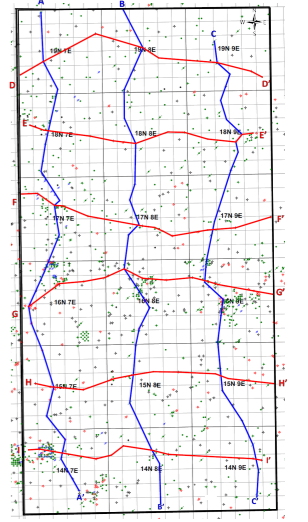 A
B
C
19N 7E
19N 8E
19N 9E
D
D'
E
18N 7E
18N 8E
18N 9E
E'
F
17N 7E
17N 8E
17N 9E
F'
G
16N 7E
16N 8E
16N 9E
G'
H
15N 7E
15N 8E
15N 9E
H'
I
I'
14N 7E
14N 8E
14N 9E
A'
B'
C'